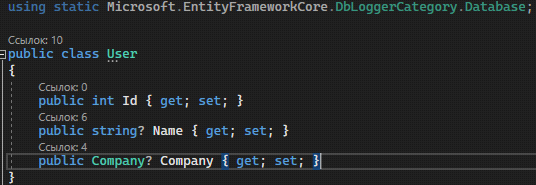 using static Microsoft.EntityFrameworkCore.DbLoggerCategory.Database;
Ссылок: 10
public class User
{
Ссылок: 0
public int Id { get; set; }
Ссылок: 6
public string? Name { get; set; }
Ссылок: 4
public Company? Company { get; set; }
}